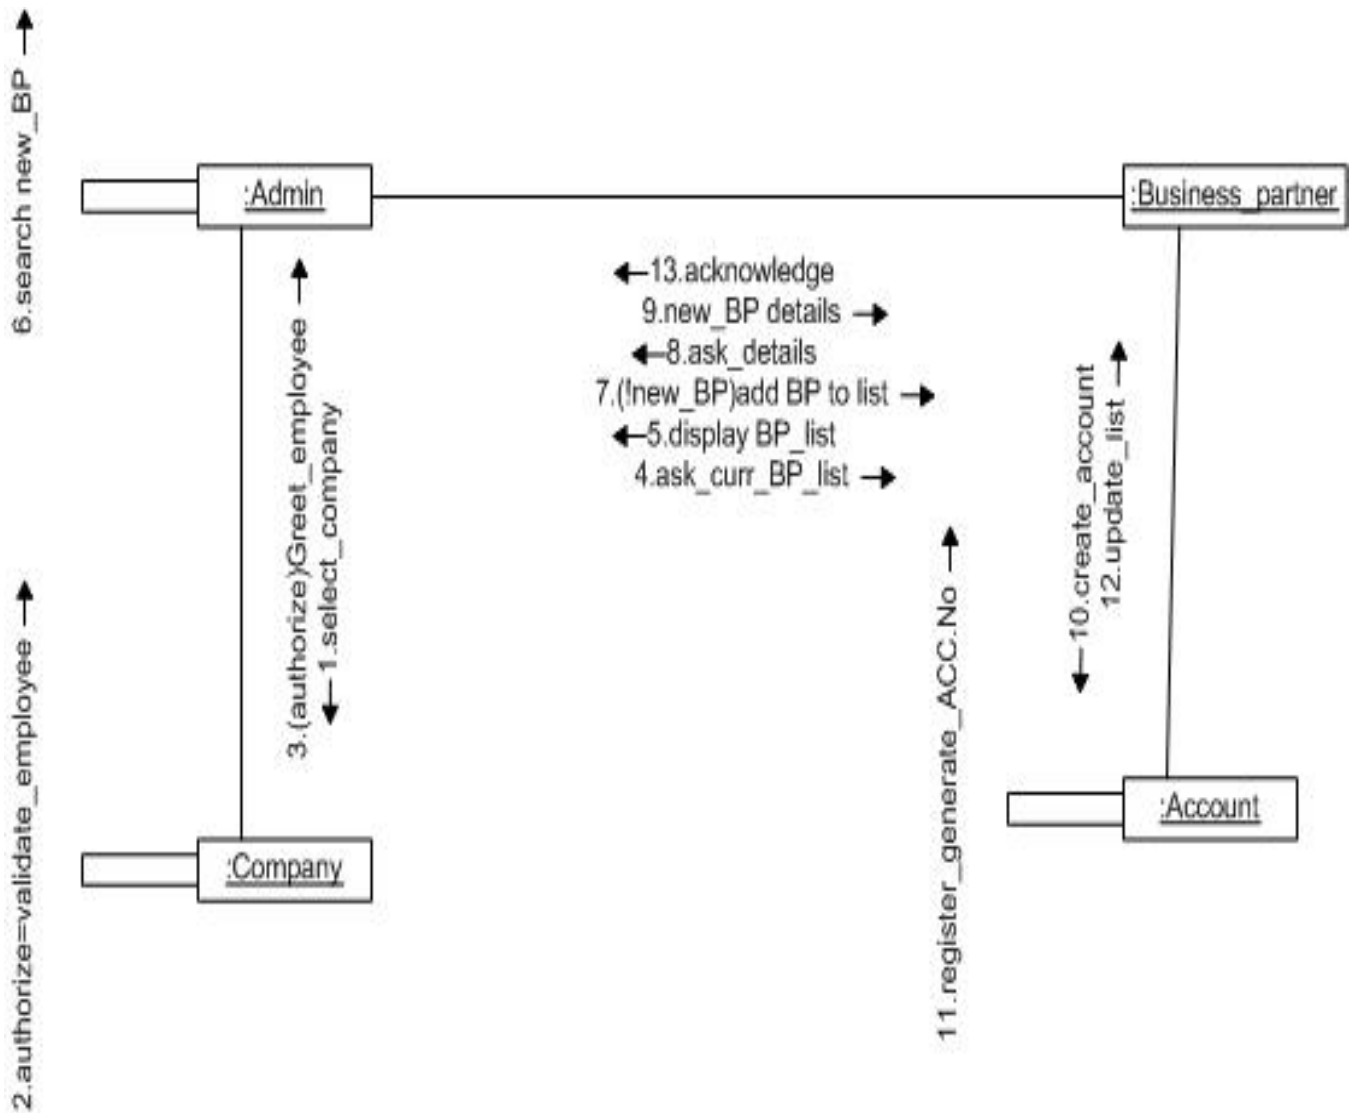 6.search new_BP
:Admin
:Business_partner
13.acknowledge
9.new_BP details
8.ask_details
7.(!new_BP)add BP to list
5.display BP_list
4.ask_curr_BP_list
3.(authorize)Greet_employee
1.select_company
10.create_account
12.update_list
2.authorize=validate_employee
11.register_generate_ACC.No
:Account
:Company